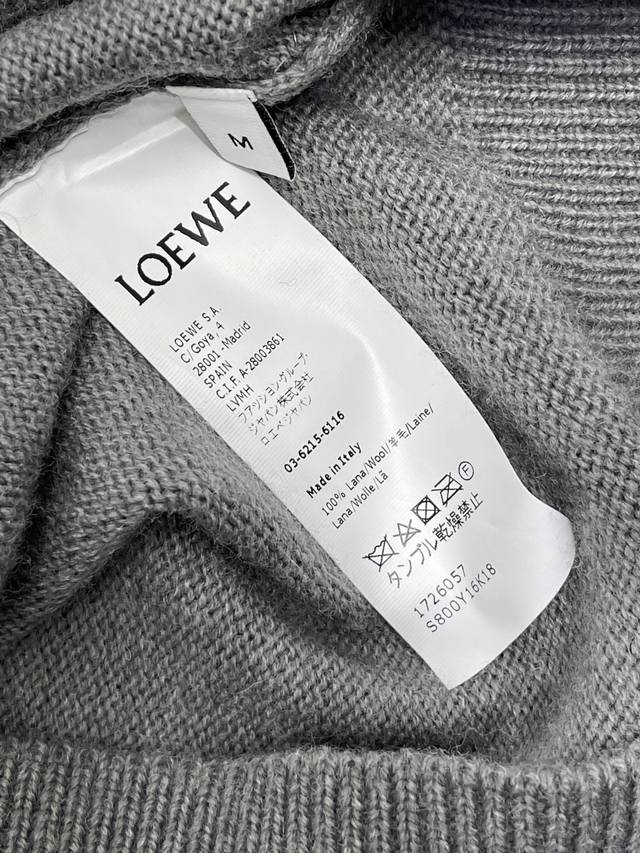 M
LOEWE
LOEWE S.A.
C/Goya, 4
28001, Madrid
SPAIN
C.I.F. A-28003861
LVMH
ファッショングループ・
ジャパン株式会社
ロエベジャパン
03-6215-6116
Made in Italy
100% Lana/Wool/羊毛/Laine/
Lana/Wolle/Lã
F
タンブル乾燥禁止
1726057
S800Y16K18